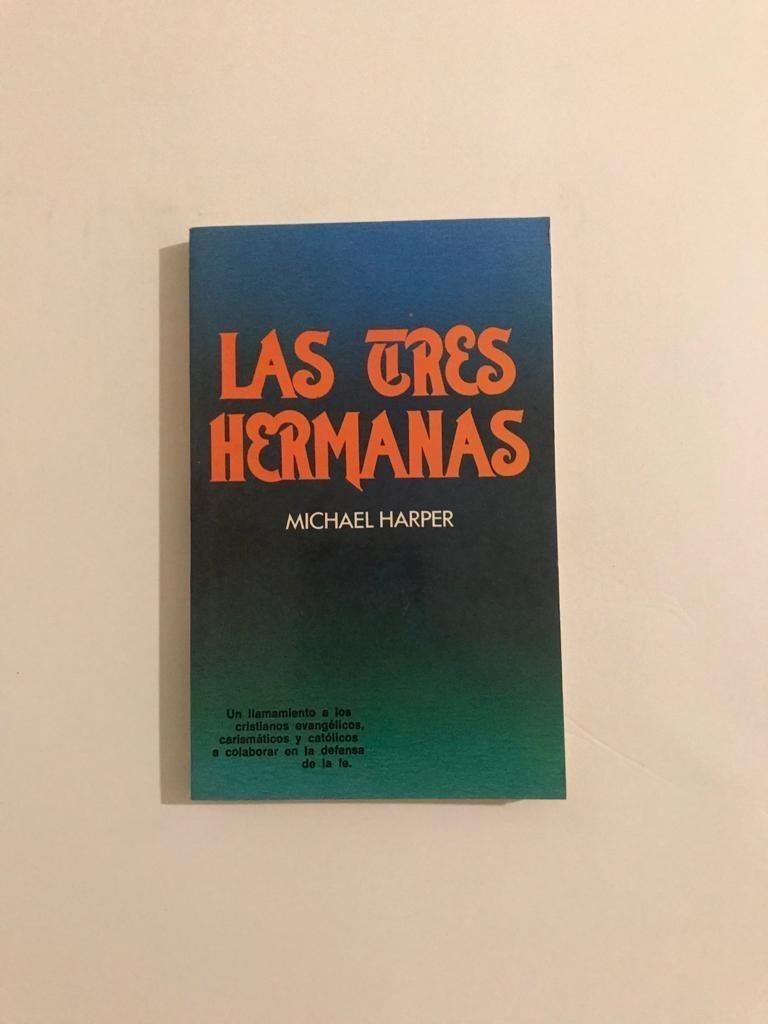 LAS TRES
HERMANAS
MICHAEL HARPER
Un llamamiento a los
cristianos evangélicos,
carismáticos y católicos
a colaborar en la defensa
de la fe.